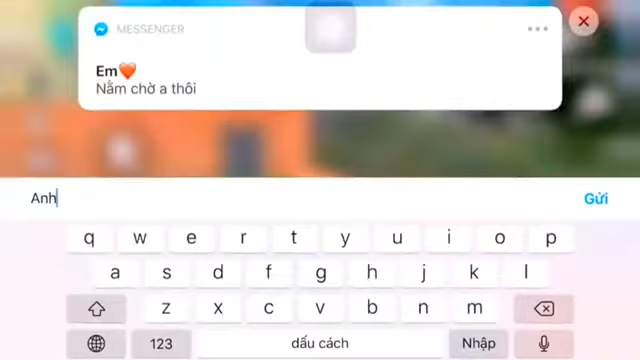 MESSENGER
Em❤️
Nằm chờ a thôi
Anh
Gửi
q w e r t y u i o p
a s d f g h j k l
z x c v b n m
123 dấu cách Nhập